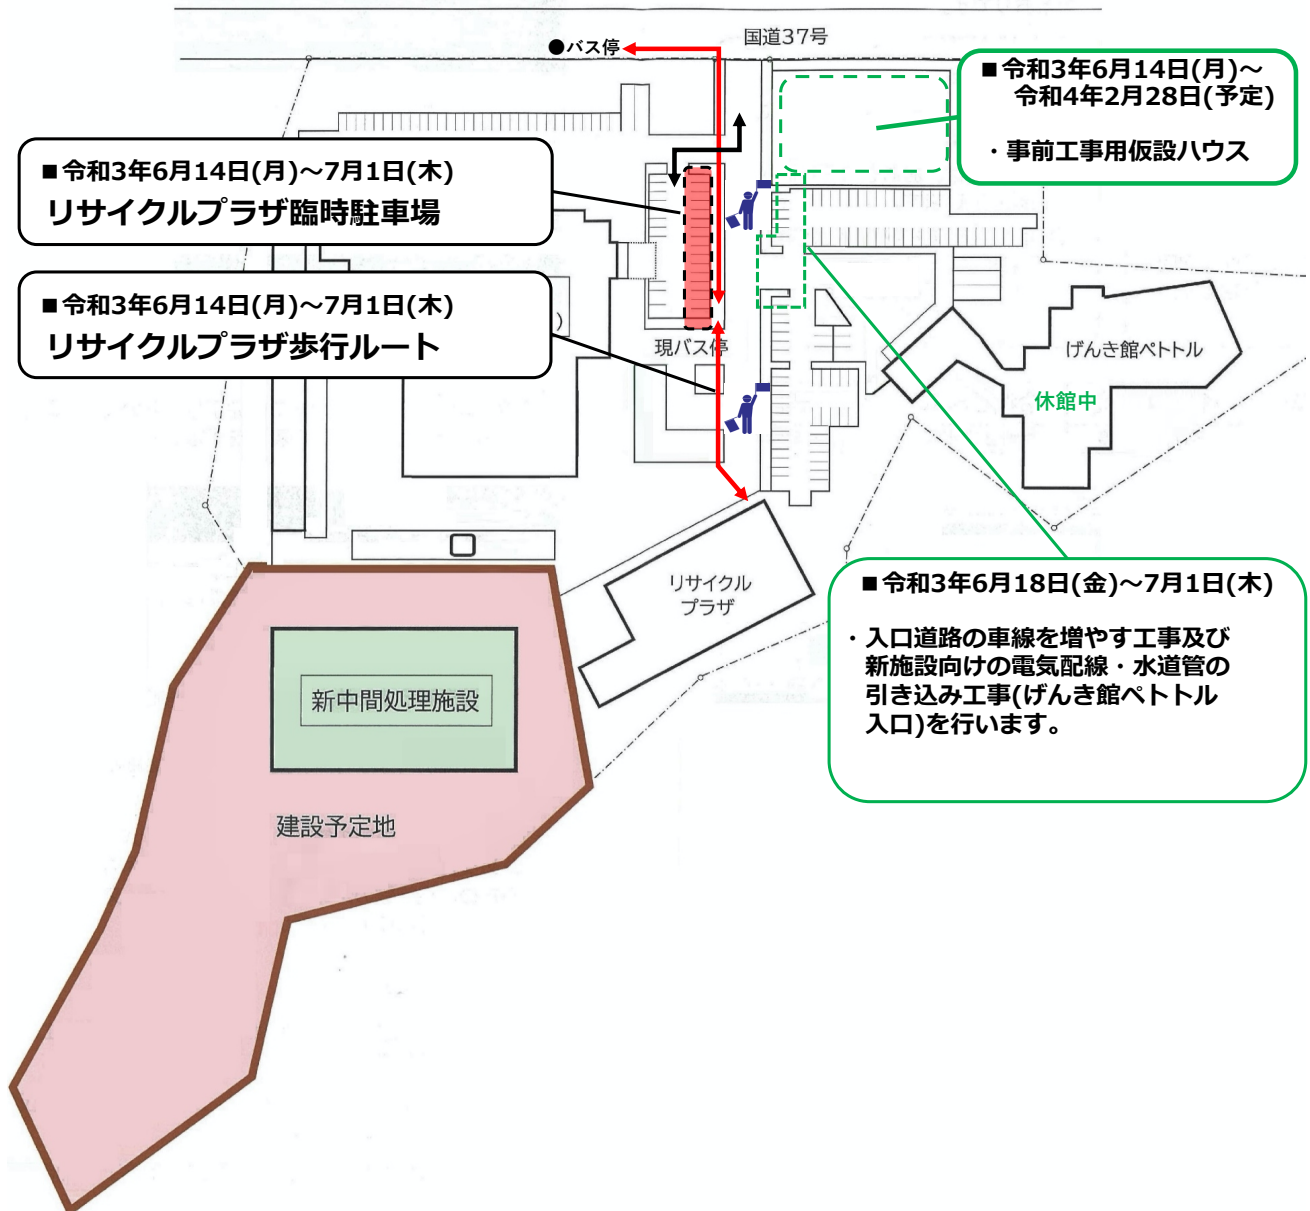 国道37号
●バス停
■令和3年6月14日(月)～
令和4年2月28日(予定)
・事前工事用仮設ハウス
■令和3年6月14日(月)～7月1日(木)
リサイクルプラザ臨時駐車場
■令和3年6月14日(月)～7月1日(木)
リサイクルプラザ歩行ルート
)
現バス停
げんき館ペトトル
休館中
リサイクル
プラザ
■令和3年6月18日(金)～7月1日(木)
・入口道路の車線を増やす工事及び
新施設向けの電気配線・水道管の
引き込み工事(げんき館ペトトル
入口)を行います。
新中間処理施設
建設予定地